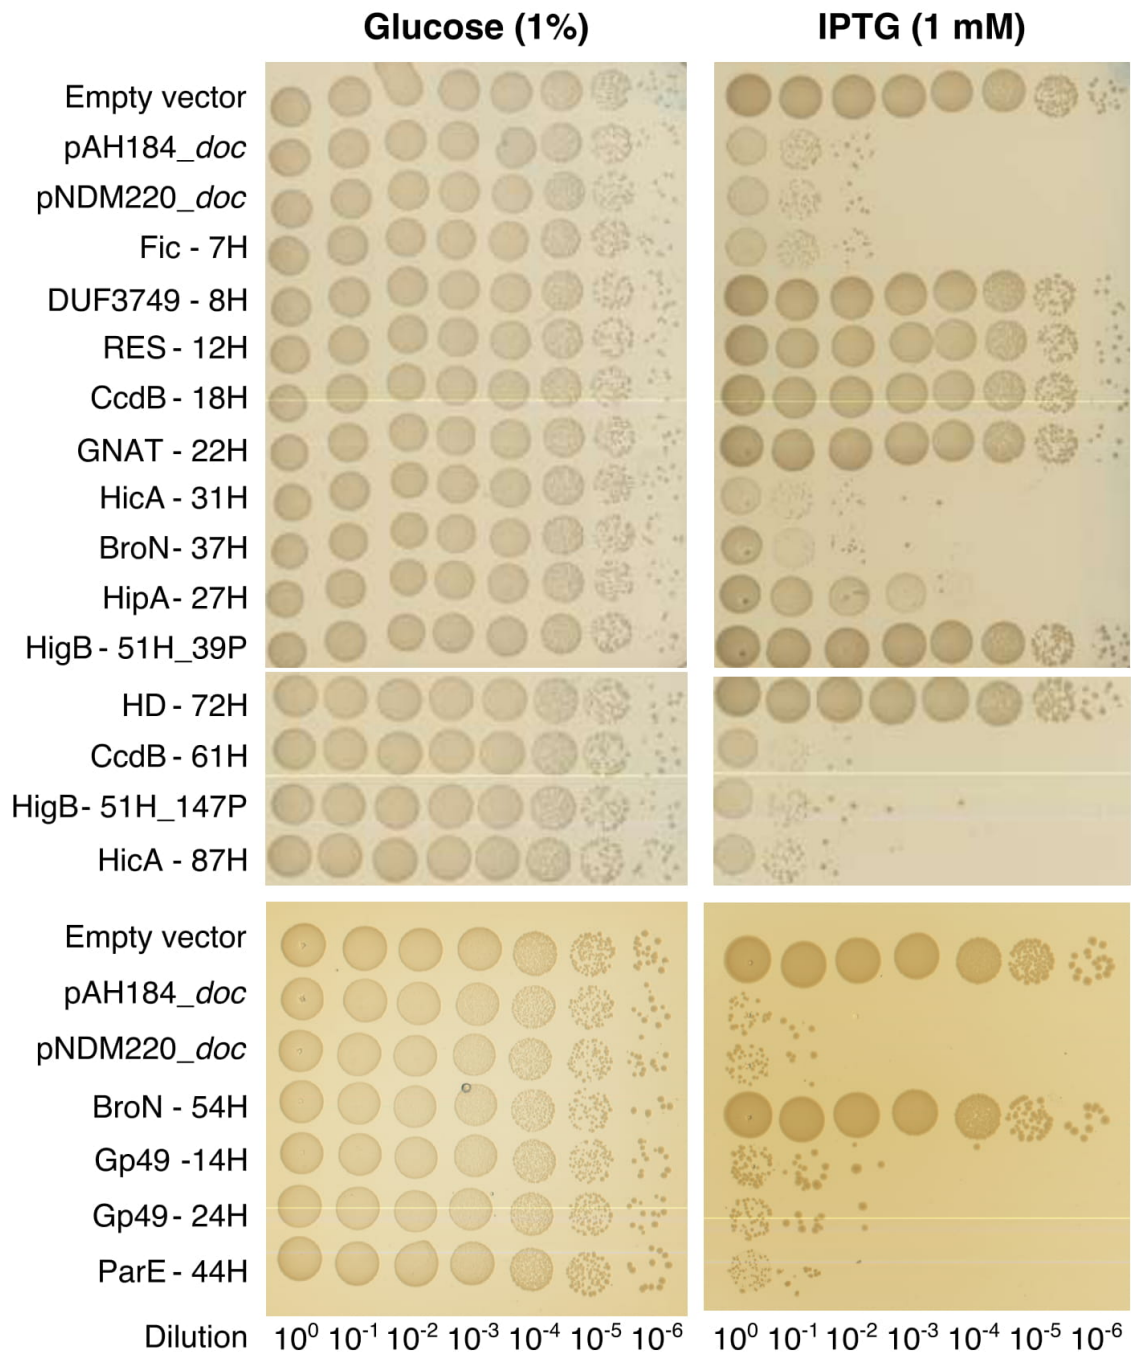 Glucose (1%) IPTG (1 mM)
Empty vector
pAH184_doc
pNDM220_doc
Fic - 7H
DUF3749 - 8H
RES - 12H
CcdB - 18H
GNAT - 22H
HicA - 31H
BroN - 37H
HipA - 27H
HigB - 51H_39P
HD - 72H
CcdB - 61H
HigB - 51H_147P
HicA - 87H
Empty vector
pAH184_doc
pNDM220_doc
BroN - 54H
Gp49 -14H
Gp49 - 24H
ParE - 44H
Dilution 10⁰ 10⁻¹ 10⁻² 10⁻³ 10⁻⁴ 10⁻⁵ 10⁻⁶ 10⁰ 10⁻¹ 10⁻² 10⁻³ 10⁻⁴ 10⁻⁵ 10⁻⁶